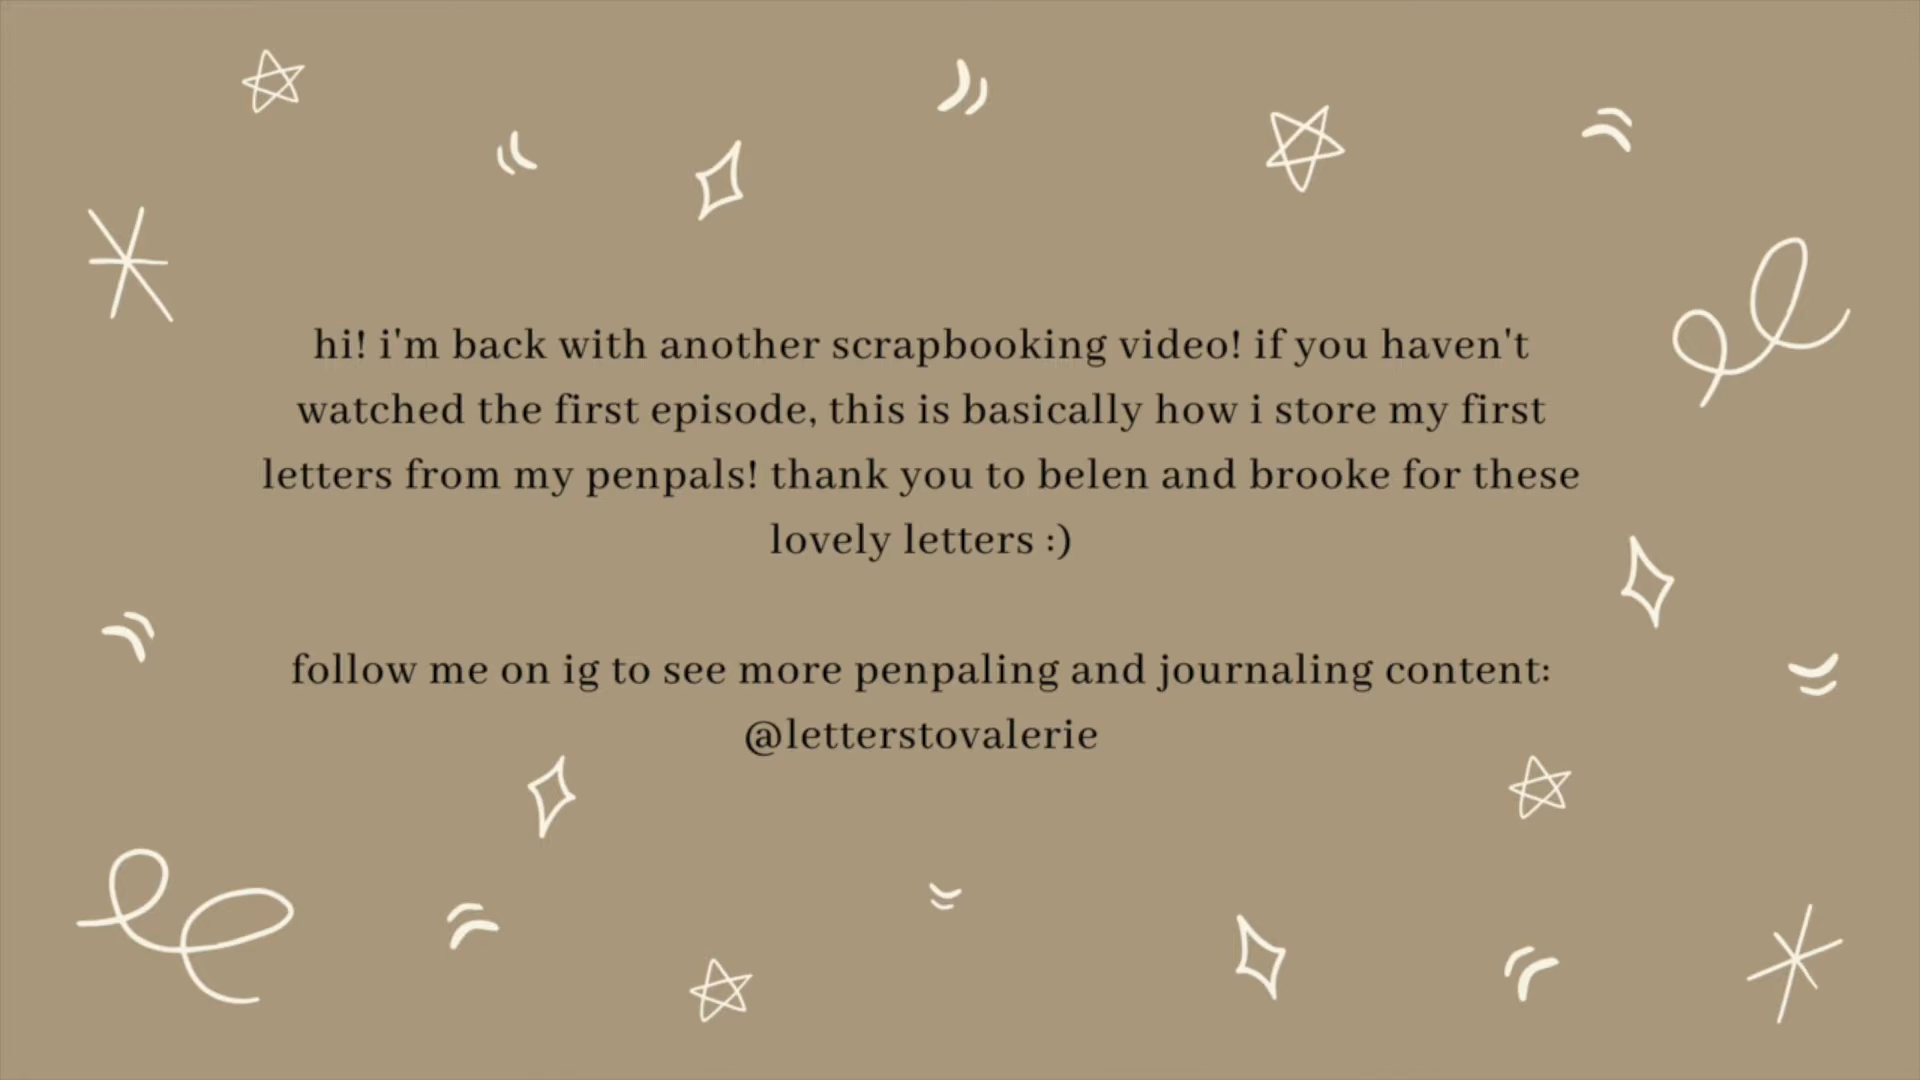 hi! i'm back with another scrapbooking video! if you haven't
watched the first episode, this is basically how i store my first
letters from my penpals! thank you to belen and brooke for these
lovely letters :)
follow me on ig to see more penpaling and journaling content:
@letterstovalerie